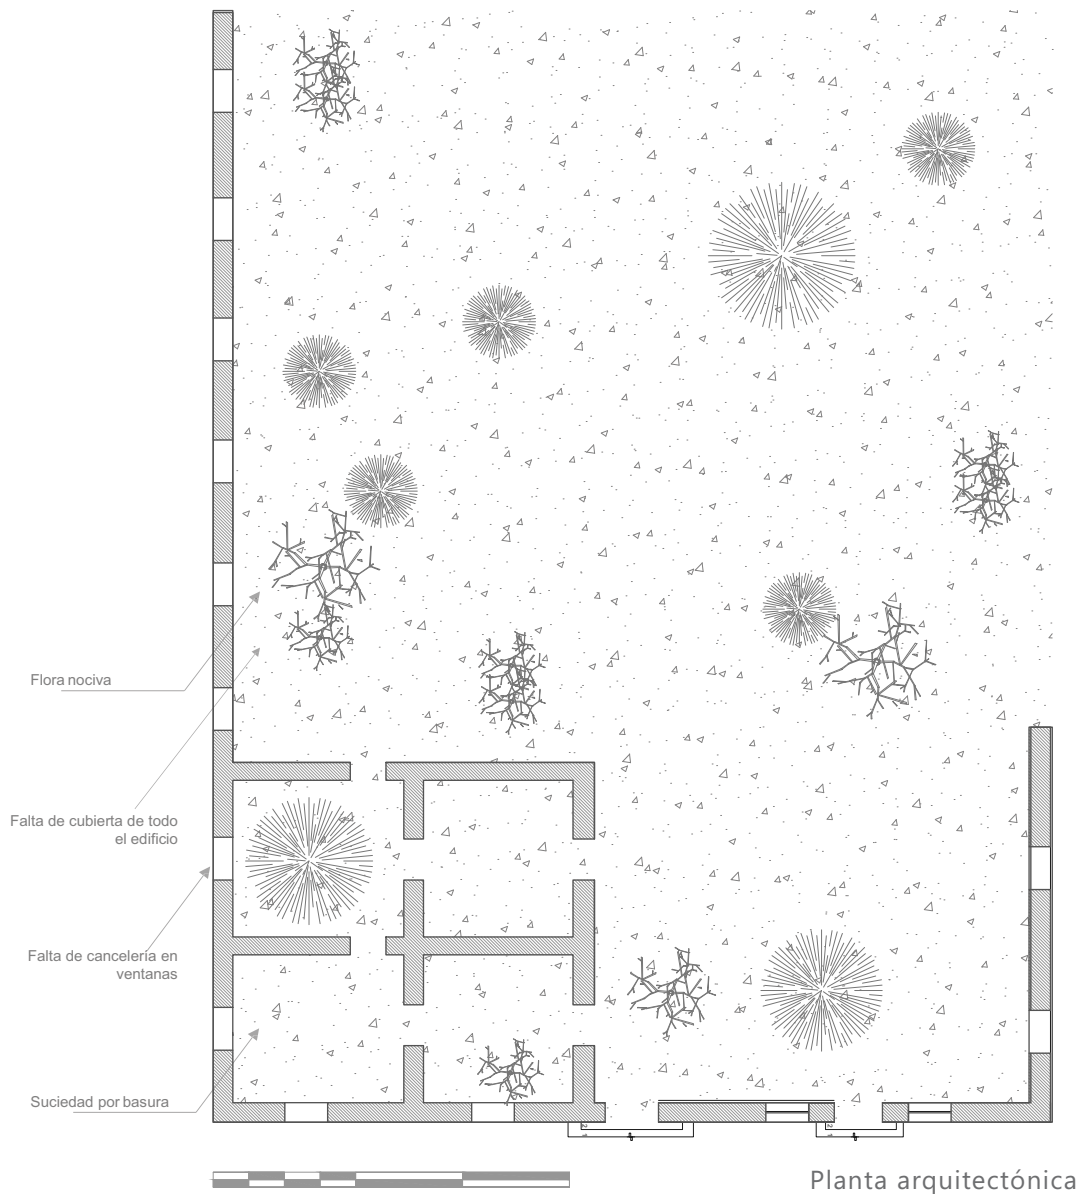 Flora nociva
Falta de cubierta de todo
el edificio
Falta de cancelería en
ventanas
Suciedad por basura
Planta arquitectónica